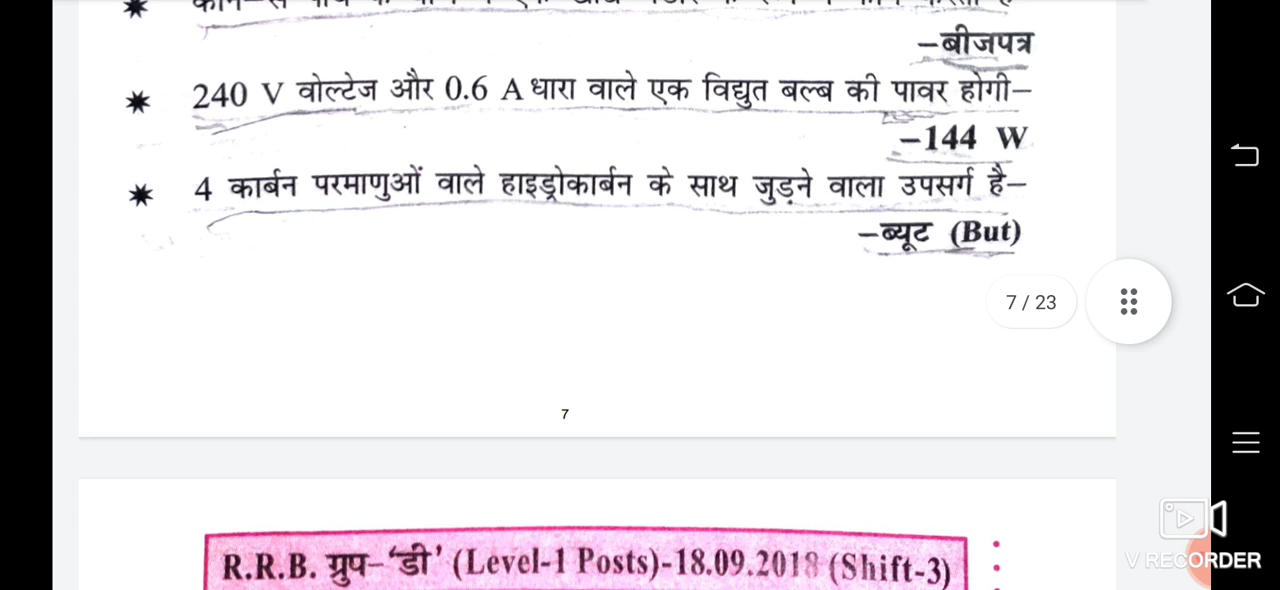 –बीजपत्र
✷ 240 V वोल्टेज और 0.6 A धारा वाले एक विद्युत बल्ब की पावर होगी–
–144 W
✷ 4 कार्बन परमाणुओं वाले हाइड्रोकार्बन के साथ जुड़ने वाला उपसर्ग है–
–ब्यूट (But)
7 / 23
7
R.R.B. ग्रुप–‘डी’ (Level-1 Posts)-18.09.2018 (Shift-3)
V RECORDER